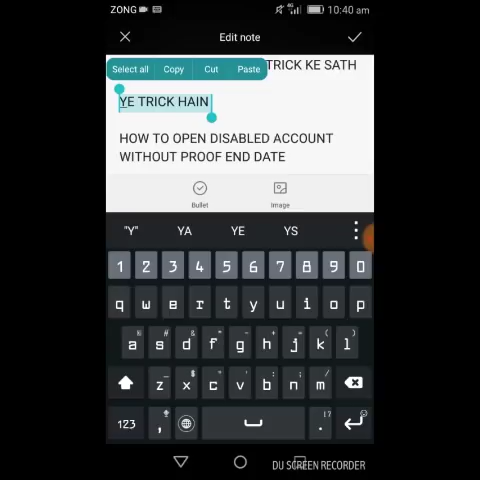 ZONG 4G 10:40 am
Edit note
Select all Copy Cut Paste TRICK KE SATH
YE TRICK HAIN
HOW TO OPEN DISABLED ACCOUNT
WITHOUT PROOF END DATE
Bullet Image
"Y" YA YE YS
1 2 3 4 5 6 7 8 9 0
q w e r t y u i o p
a s d f g h j k l
z x c v b n m
123 , .
DU SCREEN RECORDER